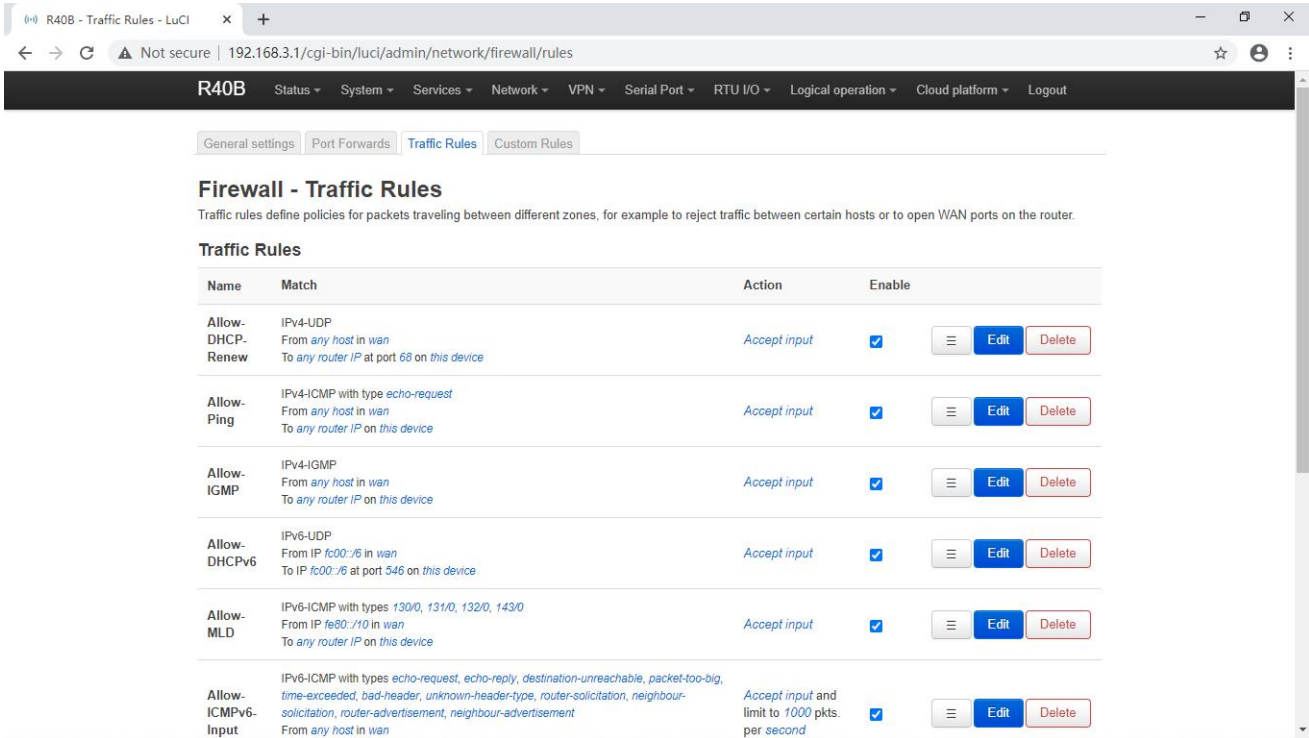 R40B - Traffic Rules - LuCI
Not secure | 192.168.3.1/cgi-bin/luci/admin/network/firewall/rules
R40B Status System Services Network VPN Serial Port RTU I/O Logical operation Cloud platform Logout
General settings Port Forwards Traffic Rules Custom Rules
Firewall - Traffic Rules
Traffic rules define policies for packets traveling between different zones, for example to reject traffic between certain hosts or to open WAN ports on the router.
Traffic Rules
Name Match Action Enable
Allow-
DHCP-
Renew
IPv4-UDP
From any host in wan
To any router IP at port 68 on this device
Accept input
Edit Delete
Allow-
Ping
IPv4-ICMP with type echo-request
From any host in wan
To any router IP on this device
Accept input
Edit Delete
Allow-
IGMP
IPv4-IGMP
From any host in wan
To any router IP on this device
Accept input
Edit Delete
Allow-
DHCPv6
IPv6-UDP
From IP fc00::/6 in wan
To IP fc00::/6 at port 546 on this device
Accept input
Edit Delete
Allow-
MLD
IPv6-ICMP with types 130/0, 131/0, 132/0, 143/0
From IP fe80::/10 in wan
To any router IP on this device
Accept input
Edit Delete
Allow-
ICMPv6-
Input
IPv6-ICMP with types echo-request, echo-reply, destination-unreachable, packet-too-big,
time-exceeded, bad-header, unknown-header-type, router-solicitation, neighbour-
solicitation, router-advertisement, neighbour-advertisement
From any host in wan
Accept input and
limit to 1000 pkts.
per second
Edit Delete